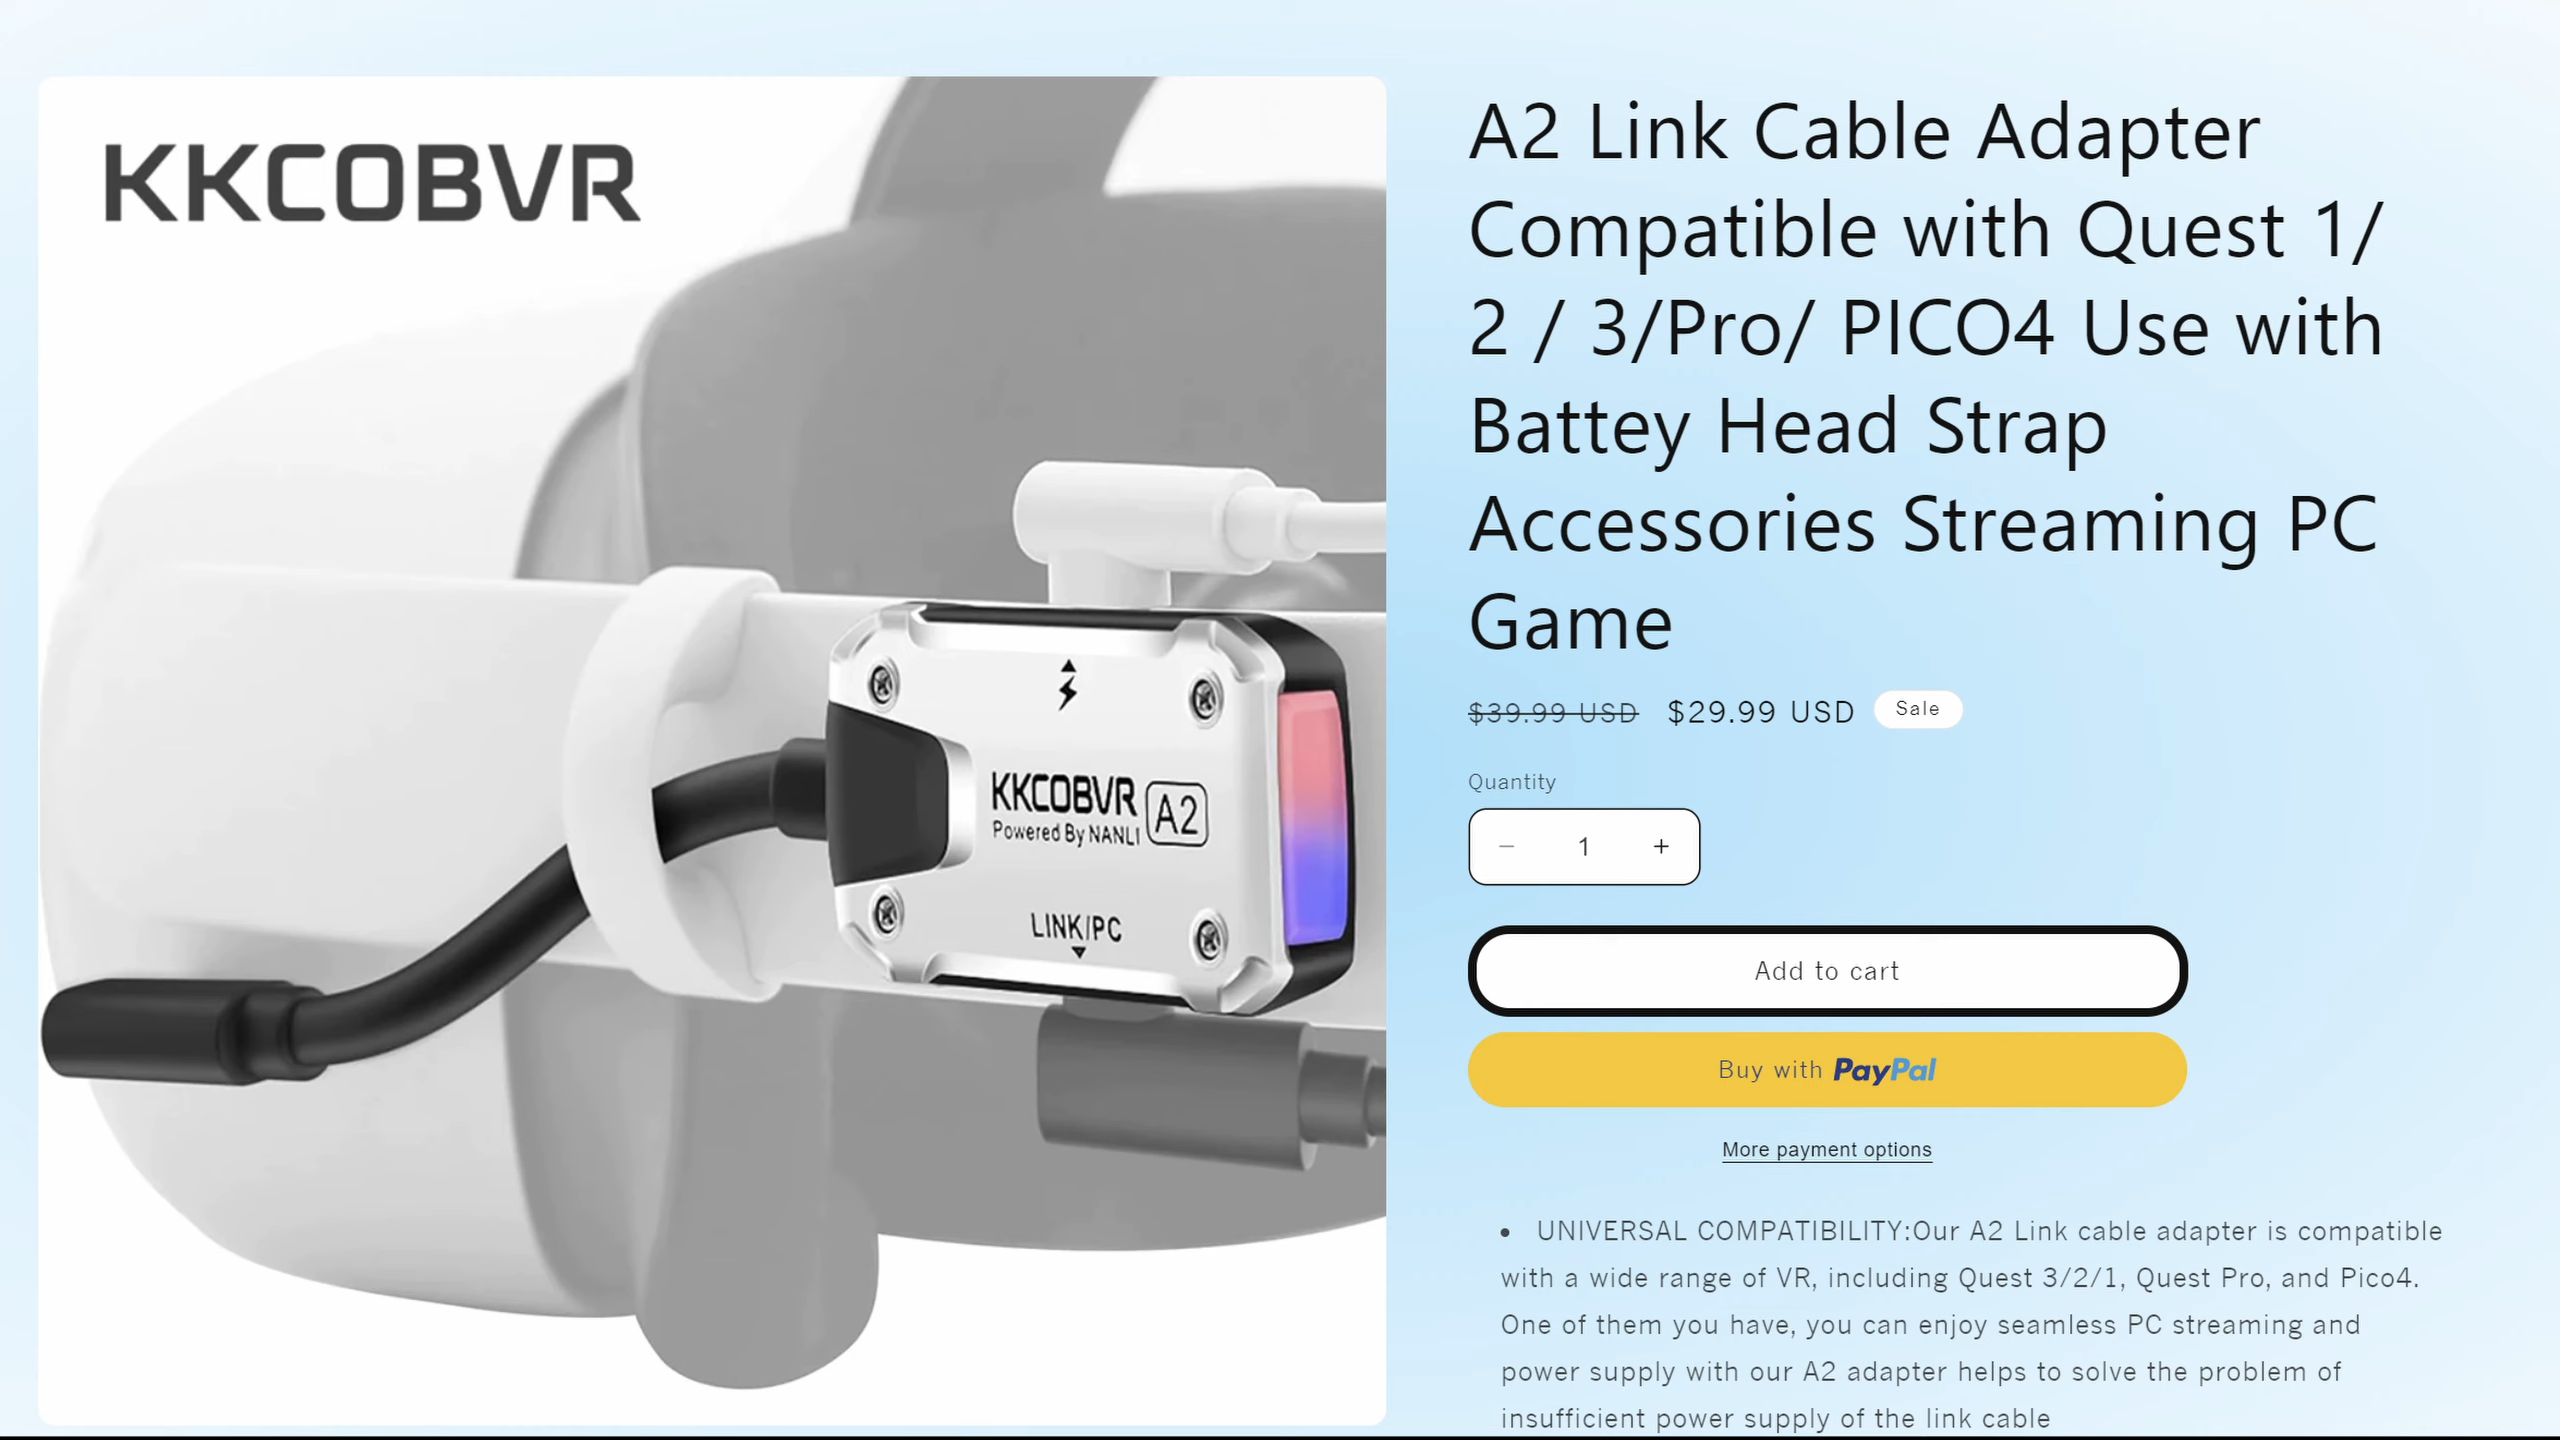 KKCOBVR
KKCOBVR A2
Powered By NANLI
LINK/PC
A2 Link Cable Adapter
Compatible with Quest 1/
2 / 3/Pro/ PICO4 Use with
Battey Head Strap
Accessories Streaming PC
Game
$39.99 USD $29.99 USD Sale
Quantity
− 1 +
Add to cart
Buy with PayPal
More payment options
• UNIVERSAL COMPATIBILITY:Our A2 Link cable adapter is compatible
with a wide range of VR, including Quest 3/2/1, Quest Pro, and Pico4.
One of them you have, you can enjoy seamless PC streaming and
power supply with our A2 adapter helps to solve the problem of
insufficient power supply of the link cable